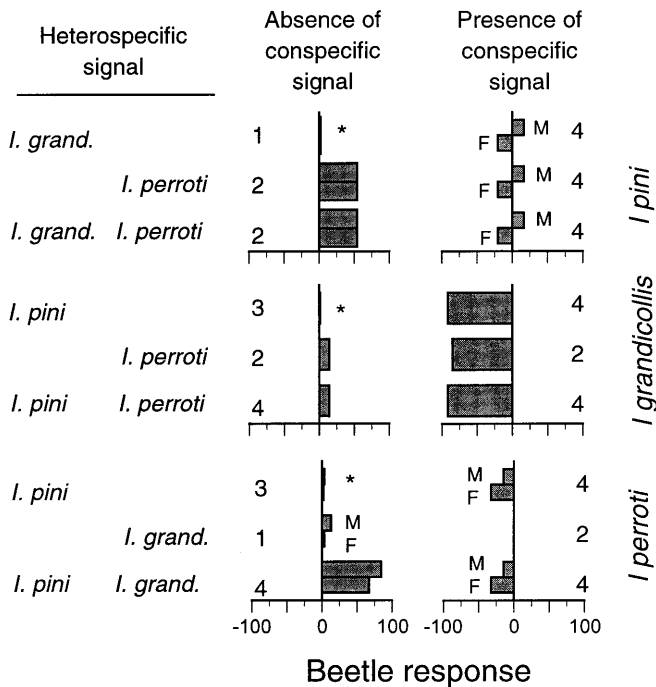 Heterospecific signal
Absence of conspecific signal
Presence of conspecific signal
I. grand. 1 * F M 4
I. perroti 2 F M 4
I. grand. I. perroti 2 F M 4
I pini
I. pini 3 * 4
I. perroti 2 2
I. pini I. perroti 4 4
I grandicollis
I. pini 3 * M F 4
I. grand. 1 M F 2
I. pini I. grand. 4 M F 4
I perroti
-100 0 100 -100 0 100
Beetle response